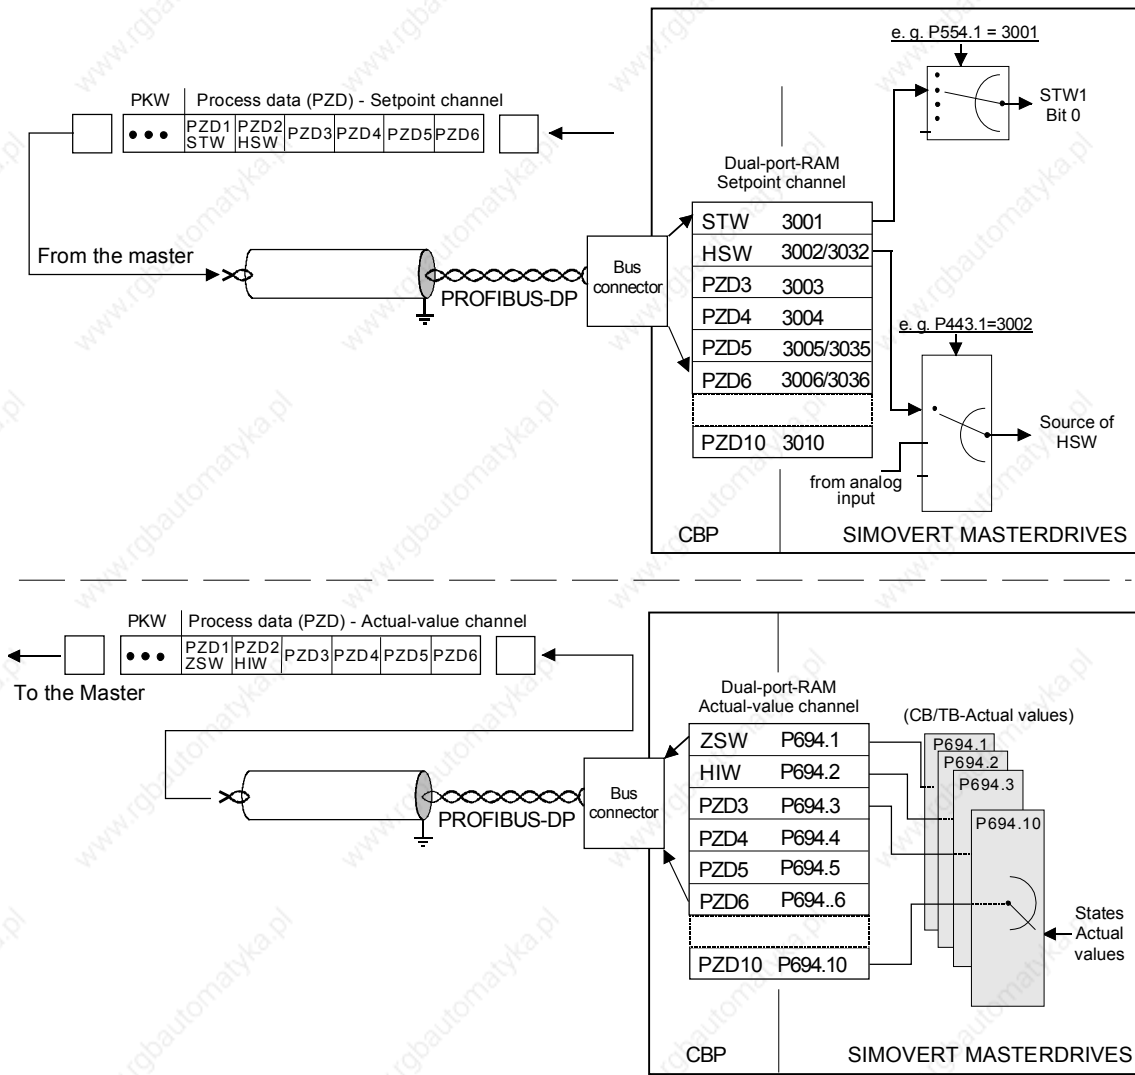 e. g. P554.1 = 3001
STW1
Bit 0
PKW Process data (PZD) - Setpoint channel
PZD1 STW PZD2 HSW PZD3 PZD4 PZD5 PZD6
Dual-port-RAM
Setpoint channel
STW 3001
HSW 3002/3032
PZD3 3003
PZD4 3004
PZD5 3005/3035
PZD6 3006/3036
PZD10 3010
From the master
PROFIBUS-DP
Bus
connector
e. g. P443.1=3002
Source of
HSW
from analog
input
CBP SIMOVERT MASTERDRIVES
PKW Process data (PZD) - Actual-value channel
PZD1 ZSW PZD2 HIW PZD3 PZD4 PZD5 PZD6
To the Master
Dual-port-RAM
Actual-value channel
ZSW P694.1
HIW P694.2
PZD3 P694.3
PZD4 P694.4
PZD5 P694.5
PZD6 P694..6
PZD10 P694.10
PROFIBUS-DP
Bus
connector
(CB/TB-Actual values)
P694.1
P694.2
P694.3
P694.10
States
Actual
values
CBP SIMOVERT MASTERDRIVES
www.rgbautomatyka.pl